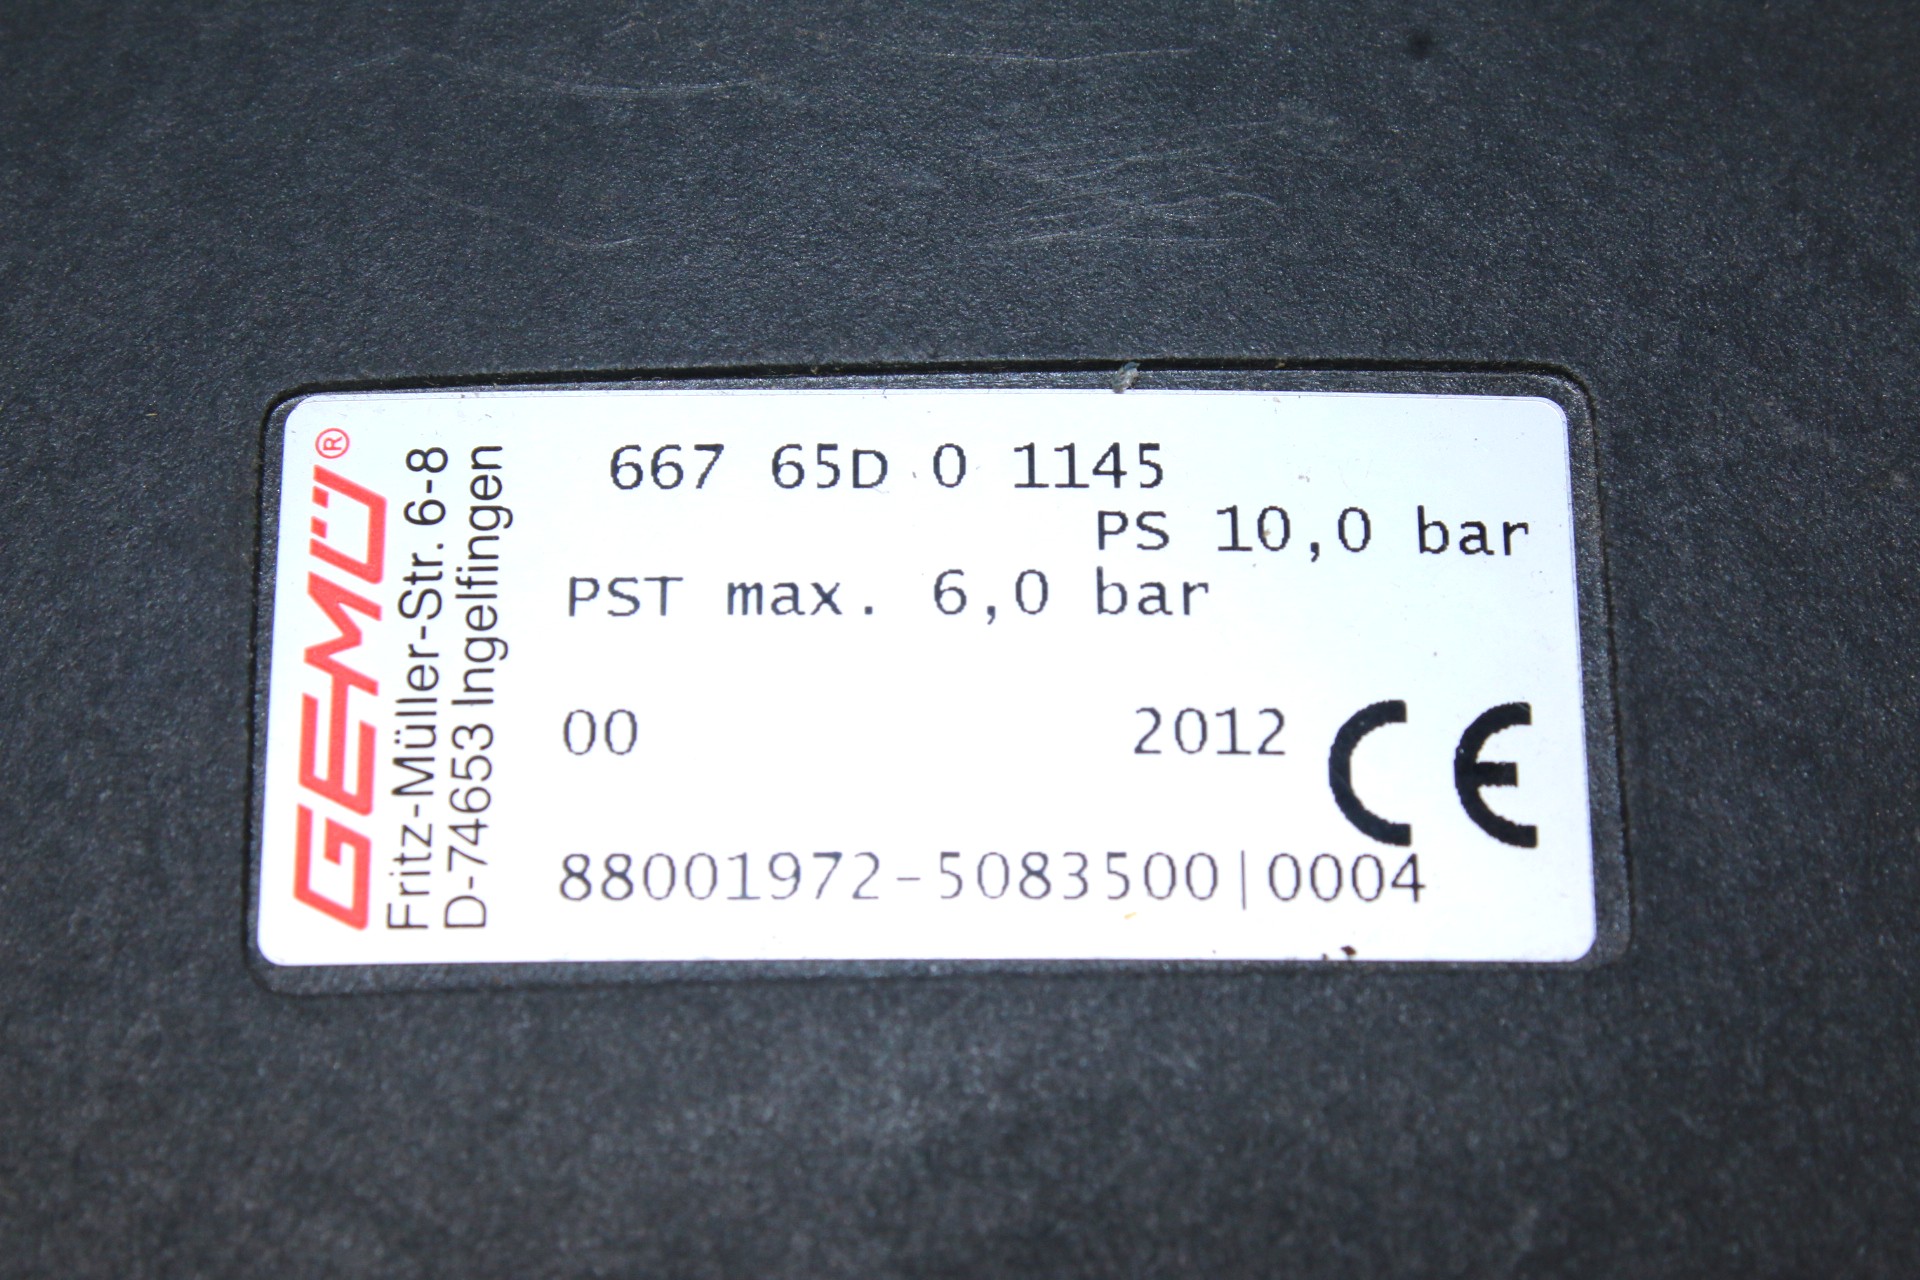 GEMÜ®
Fritz-Müller-Str. 6-8
D-74653 Ingelfingen
667 65D 0 1145
PS 10,0 bar
PST max. 6,0 bar
00 2012 CE
88001972-5083500|0004